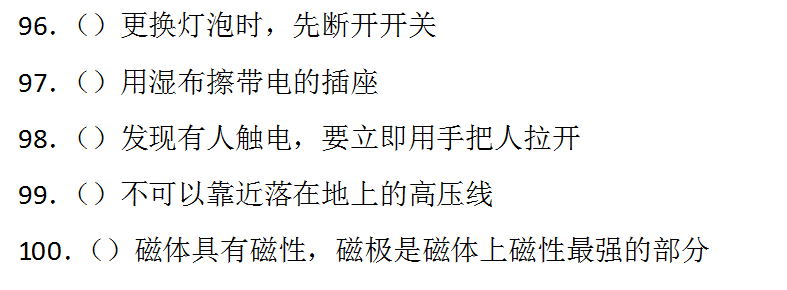 96.（）更换灯泡时，先断开开关
97.（）用湿布擦带电的插座
98.（）发现有人触电，要立即用手把人拉开
99.（）不可以靠近落在地上的高压线
100.（）磁体具有磁性，磁极是磁体上磁性最强的部分